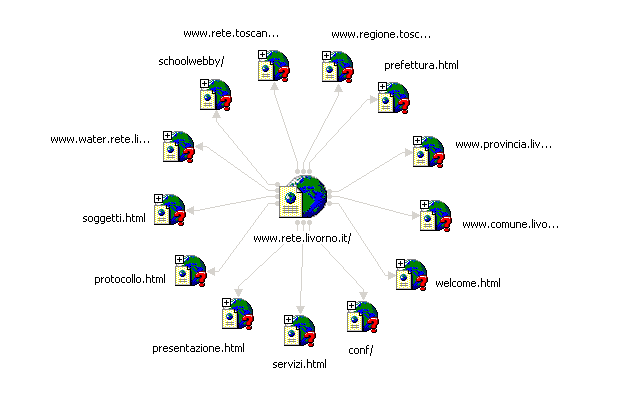 www.rete.toscan...
www.regione.tosc...
schoolwebby/
prefettura.html
www.water.rete.li...
www.provincia.liv...
soggetti.html
www.comune.livo...
www.rete.livorno.it/
protocollo.html
welcome.html
presentazione.html
conf/
servizi.html